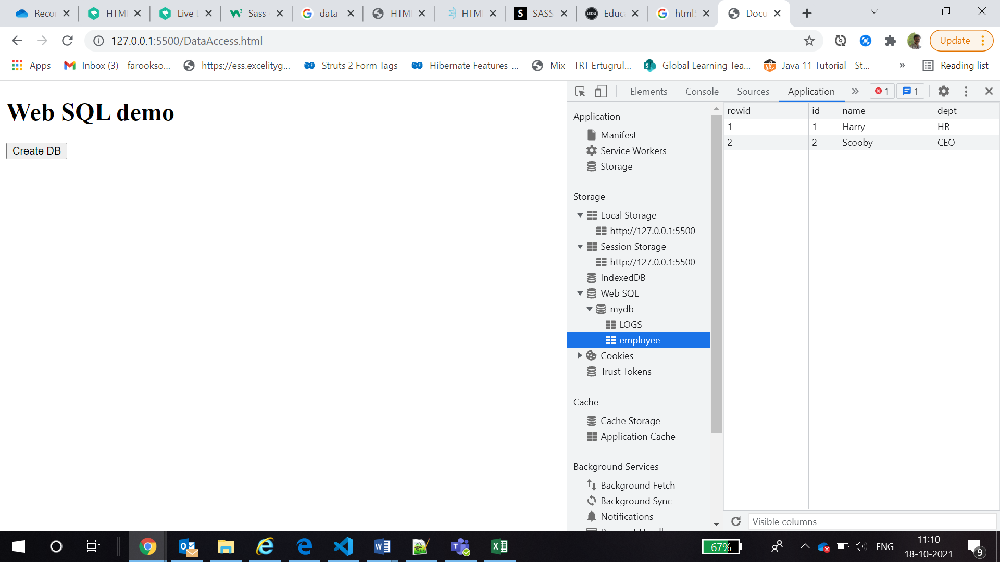 Reco
HTM
Live
Sass
data
HTM
HTM
SASS
LEDU
Educ
html
Docu
127.0.0.1:5500/DataAccess.html
Update
Apps
Inbox (3) - farookso...
https://ess.excelityg...
Struts 2 Form Tags
Hibernate Features-...
Mix - TRT Ertugrul...
Global Learning Tea...
Java 11 Tutorial - St...
»
Reading list
Web SQL demo
Create DB
Elements
Console
Sources
Application
»
1
1
Application
Manifest
Service Workers
Storage
Storage
Local Storage
http://127.0.0.1:5500
Session Storage
http://127.0.0.1:5500
IndexedDB
Web SQL
mydb
LOGS
employee
Cookies
Trust Tokens
Cache
Cache Storage
Application Cache
Background Services
Background Fetch
Background Sync
Notifications
rowid id name dept
1 1 Harry HR
2 2 Scooby CEO
Visible columns
67%
ENG
11:10
18-10-2021
9